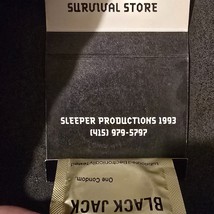 SURVIVAL STORE
SLEEPER PRODUCTIONS 1993
(415) 979-5797
One Condom.
BLACK JACK